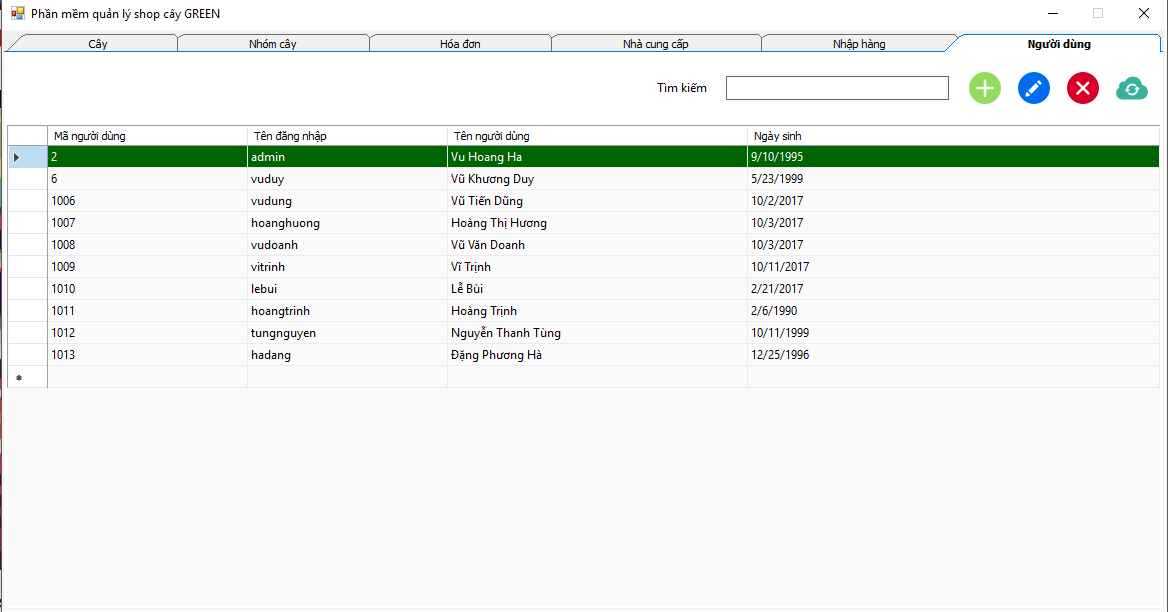 Phần mềm quản lý shop cây GREEN
Cây Nhóm cây Hóa đơn Nhà cung cấp Nhập hàng Người dùng
Tìm kiếm
Mã người dùng Tên đăng nhập Tên người dùng Ngày sinh
2 admin Vu Hoang Ha 9/10/1995
6 vuduy Vũ Khương Duy 5/23/1999
1006 vudung Vũ Tiến Dũng 10/2/2017
1007 hoanghuong Hoàng Thị Hương 10/3/2017
1008 vudoanh Vũ Văn Doanh 10/3/2017
1009 vitrinh Vĩ Trịnh 10/11/2017
1010 lebui Lễ Bùi 2/21/2017
1011 hoangtrinh Hoàng Trịnh 2/6/1990
1012 tungnguyen Nguyễn Thanh Tùng 10/11/1999
1013 hadang Đặng Phương Hà 12/25/1996